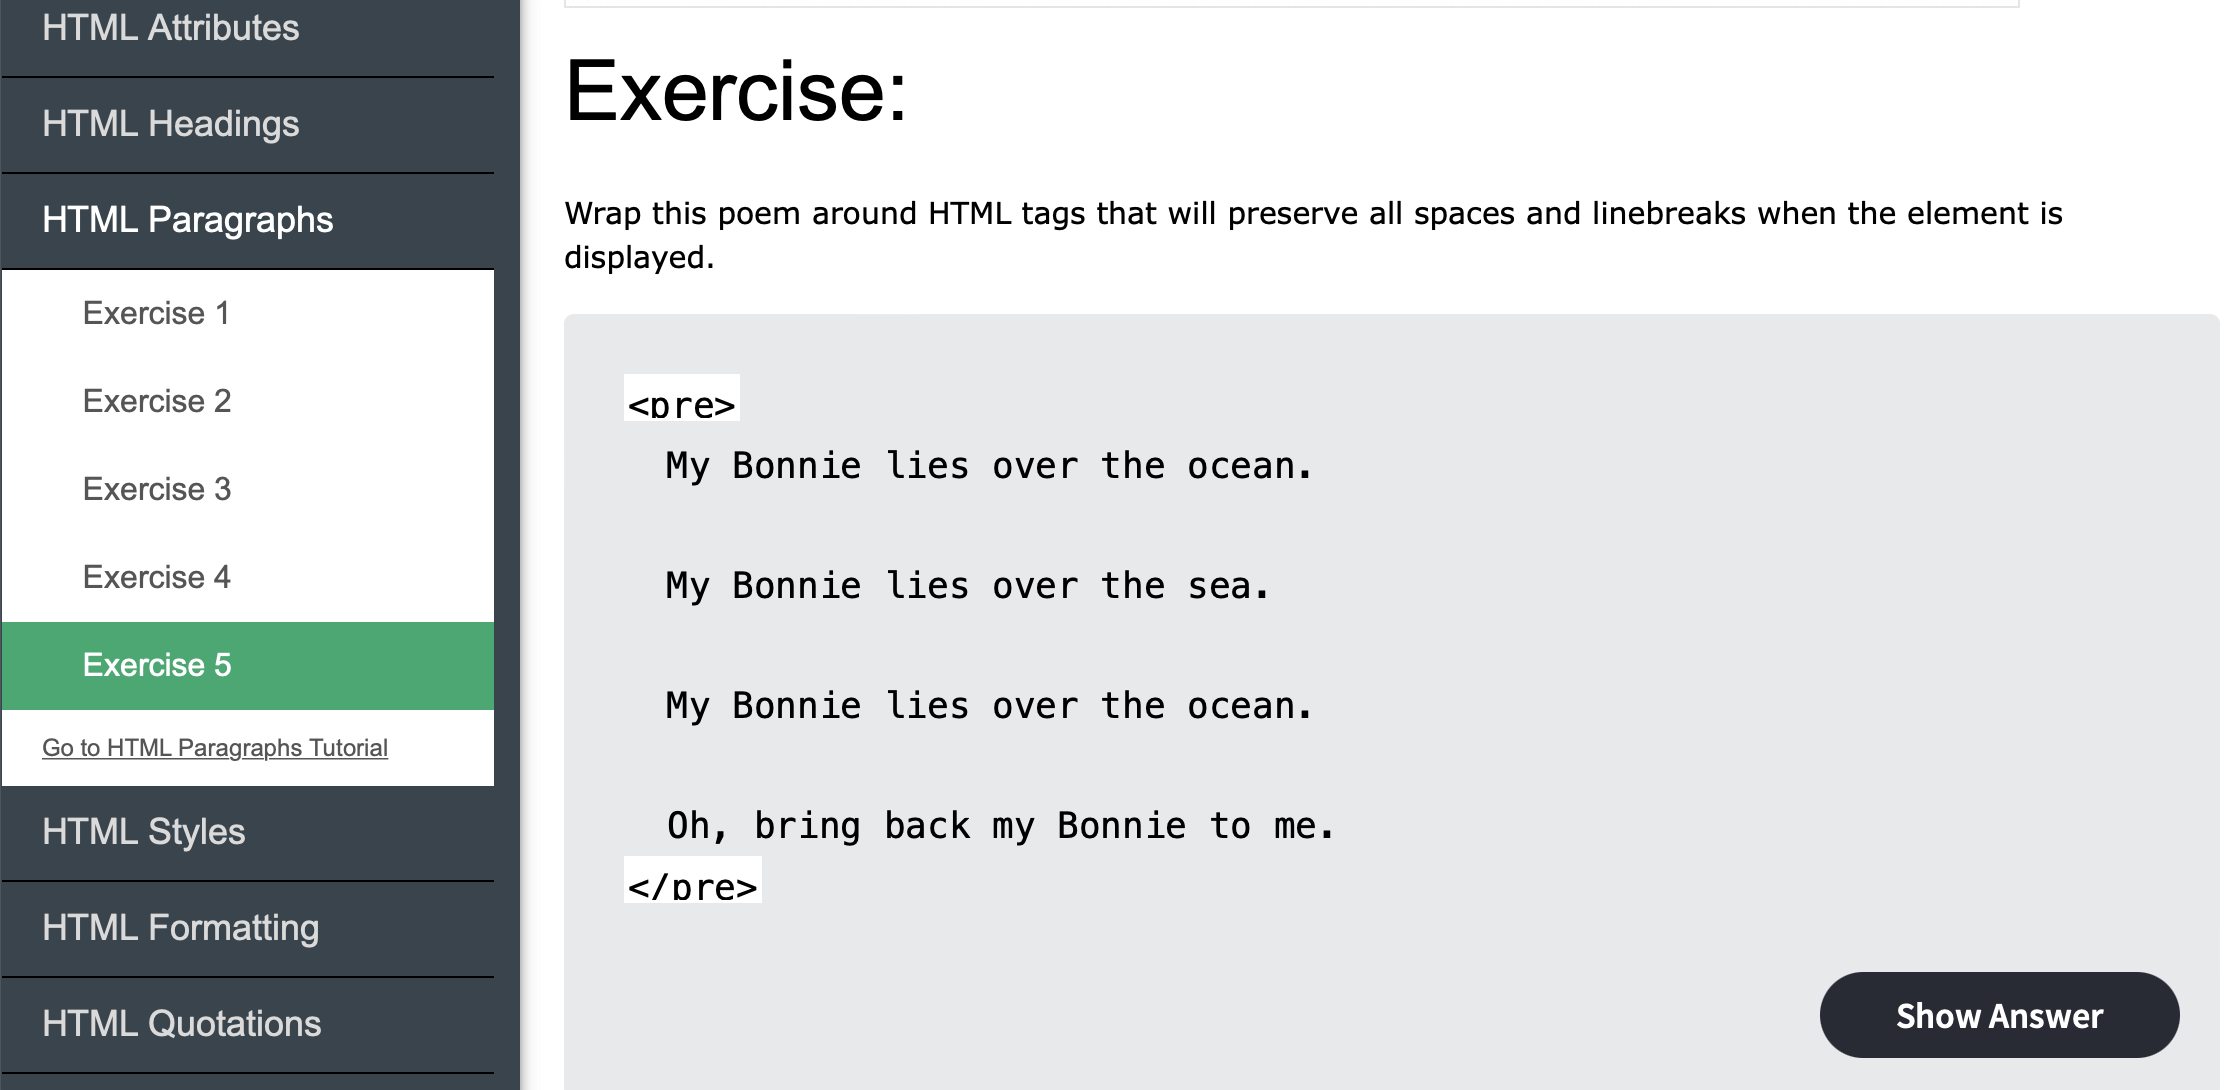 HTML Attributes
HTML Headings
HTML Paragraphs
Exercise 1
Exercise 2
Exercise 3
Exercise 4
Exercise 5
Go to HTML Paragraphs Tutorial
HTML Styles
HTML Formatting
HTML Quotations
Exercise:
Wrap this poem around HTML tags that will preserve all spaces and linebreaks when the element is
displayed.
<pre>
My Bonnie lies over the ocean.
My Bonnie lies over the sea.
My Bonnie lies over the ocean.
Oh, bring back my Bonnie to me.
</pre>
Show Answer